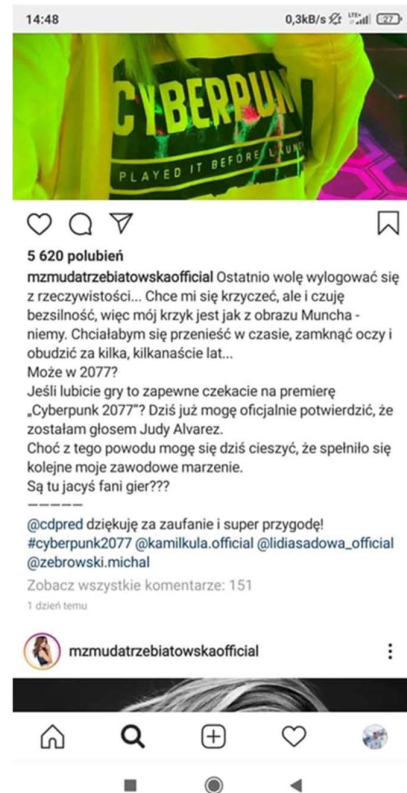 14:48
0,3kB/s LTE+ 27
CYBERPUN
PLAYED IT BEFORE LAUNC
5 620 polubień
mzmudatrzebiatowskaofficial Ostatnio wolę wylogować się
z rzeczywistości... Chce mi się krzyczeć, ale i czuję
bezsilność, więc mój krzyk jest jak z obrazu Muncha -
niemy. Chciałabym się przenieść w czasie, zamknąć oczy i
obudzić za kilka, kilkanaście lat...
Może w 2077?
Jeśli lubicie gry to zapewne czekacie na premierę
„Cyberpunk 2077"? Dziś już mogę oficjalnie potwierdzić, że
zostałam głosem Judy Alvarez.
Choć z tego powodu mogę się dziś cieszyć, że spełniło się
kolejne moje zawodowe marzenie.
Są tu jacyś fani gier???
—————
@cdpred dziękuję za zaufanie i super przygodę!
#cyberpunk2077 @kamilkula.official @lidiasadowa_official
@zebrowski.michal
Zobacz wszystkie komentarze: 151
1 dzień temu
mzmudatrzebiatowskaofficial